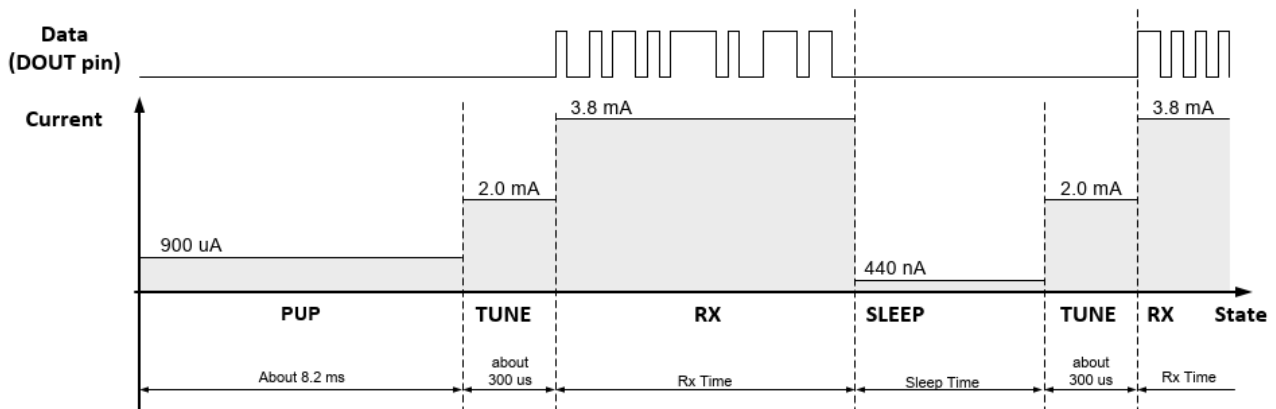 Data
(DOUT pin)
Current
3.8 mA
3.8 mA
2.0 mA
2.0 mA
900 uA
440 nA
PUP
TUNE
RX
SLEEP
TUNE
RX
State
About 8.2 ms
about
300 us
Rx Time
Sleep Time
about
300 us
Rx Time